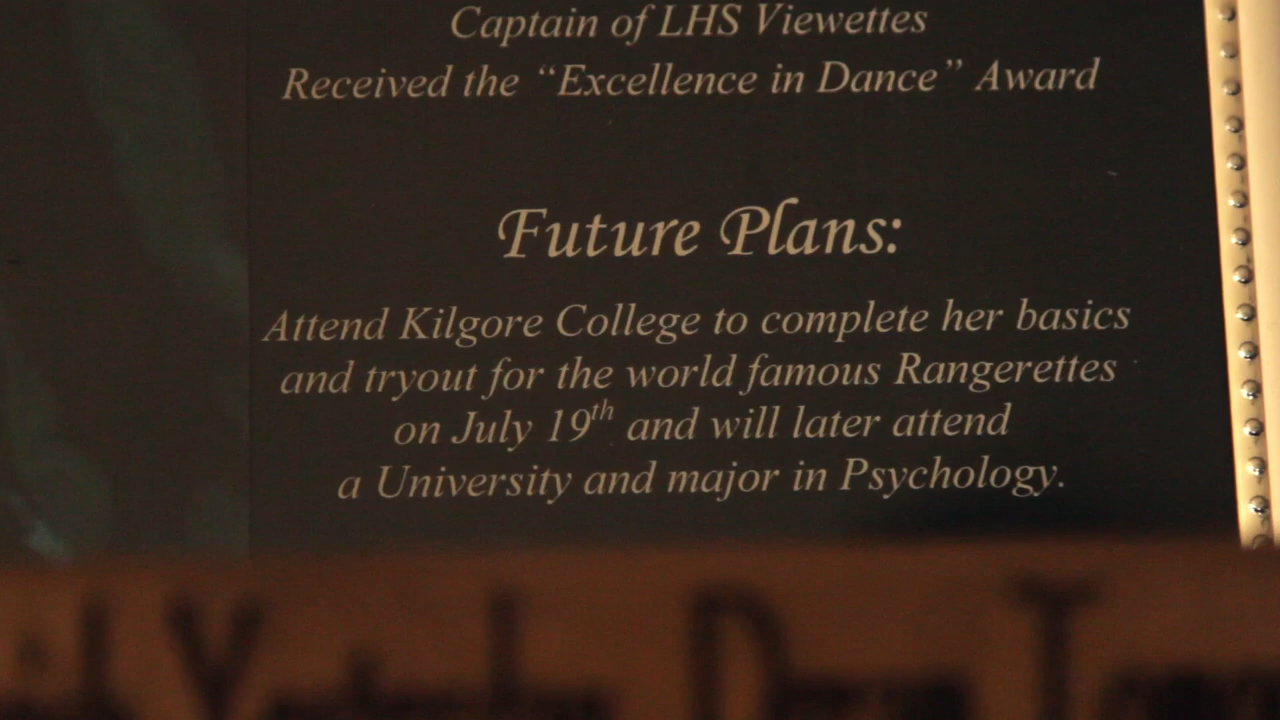 Captain of LHS Viewettes
Received the “Excellence in Dance” Award
Future Plans:
Attend Kilgore College to complete her basics
and tryout for the world famous Rangerettes
on July 19th and will later attend
a University and major in Psychology.